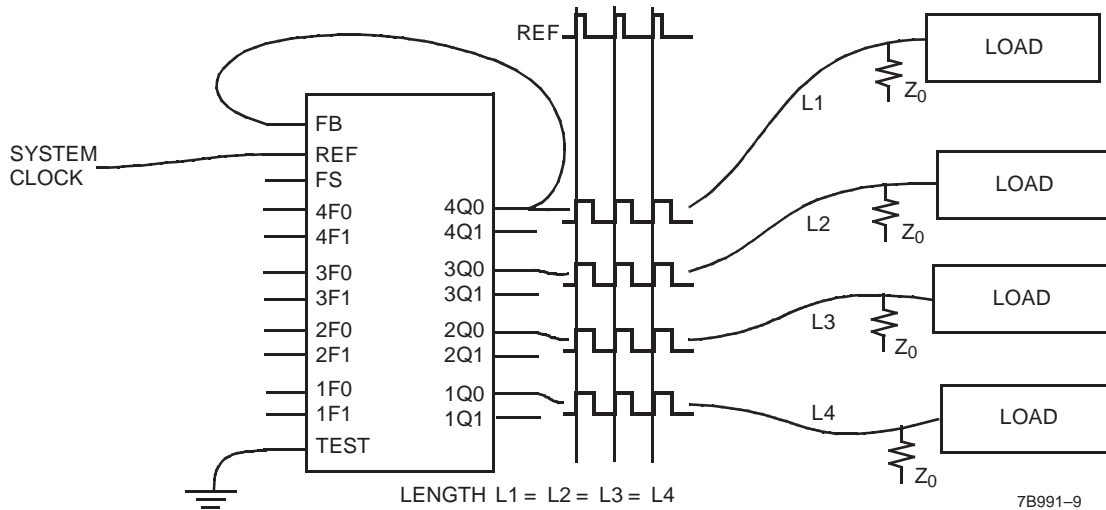 REF
LOAD
L1
Z0
FB
SYSTEM
CLOCK
REF
FS
4F0
4F1
3F0
3F1
2F0
2F1
1F0
1F1
TEST
4Q0
4Q1
3Q0
3Q1
2Q0
2Q1
1Q0
1Q1
LOAD
L2
Z0
LOAD
L3
Z0
LOAD
L4
Z0
LENGTH L1 = L2 = L3 = L4
7B991–9